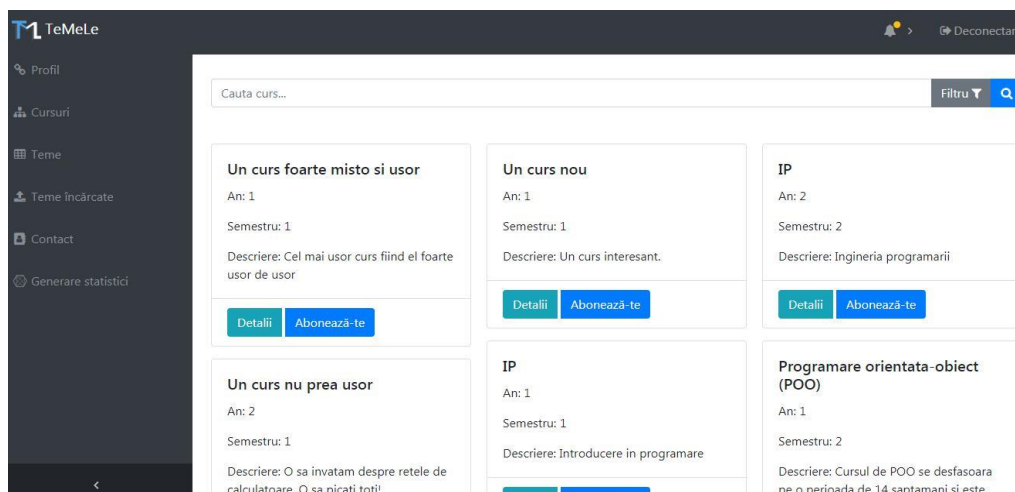 TeMeLe
Deconectar
Profil
Cursuri
Teme
Teme încărcate
Contact
Generare statistici
Cauta curs...
Filtru
Un curs foarte misto si usor
An: 1
Semestru: 1
Descriere: Cel mai usor curs fiind el foarte
usor de usor
Detalii
Abonează-te
Un curs nu prea usor
An: 2
Semestru: 1
Descriere: O sa invatam despre retele de
calculatoare. O sa picati toti!
Un curs nou
An: 1
Semestru: 1
Descriere: Un curs interesant.
Detalii
Abonează-te
IP
An: 1
Semestru: 1
Descriere: Introducere in programare
IP
An: 2
Semestru: 2
Descriere: Ingineria programarii
Detalii
Abonează-te
Programare orientata-obiect
(POO)
An: 1
Semestru: 2
Descriere: Cursul de POO se desfasoara
pe o perioada de 14 saptamani si este